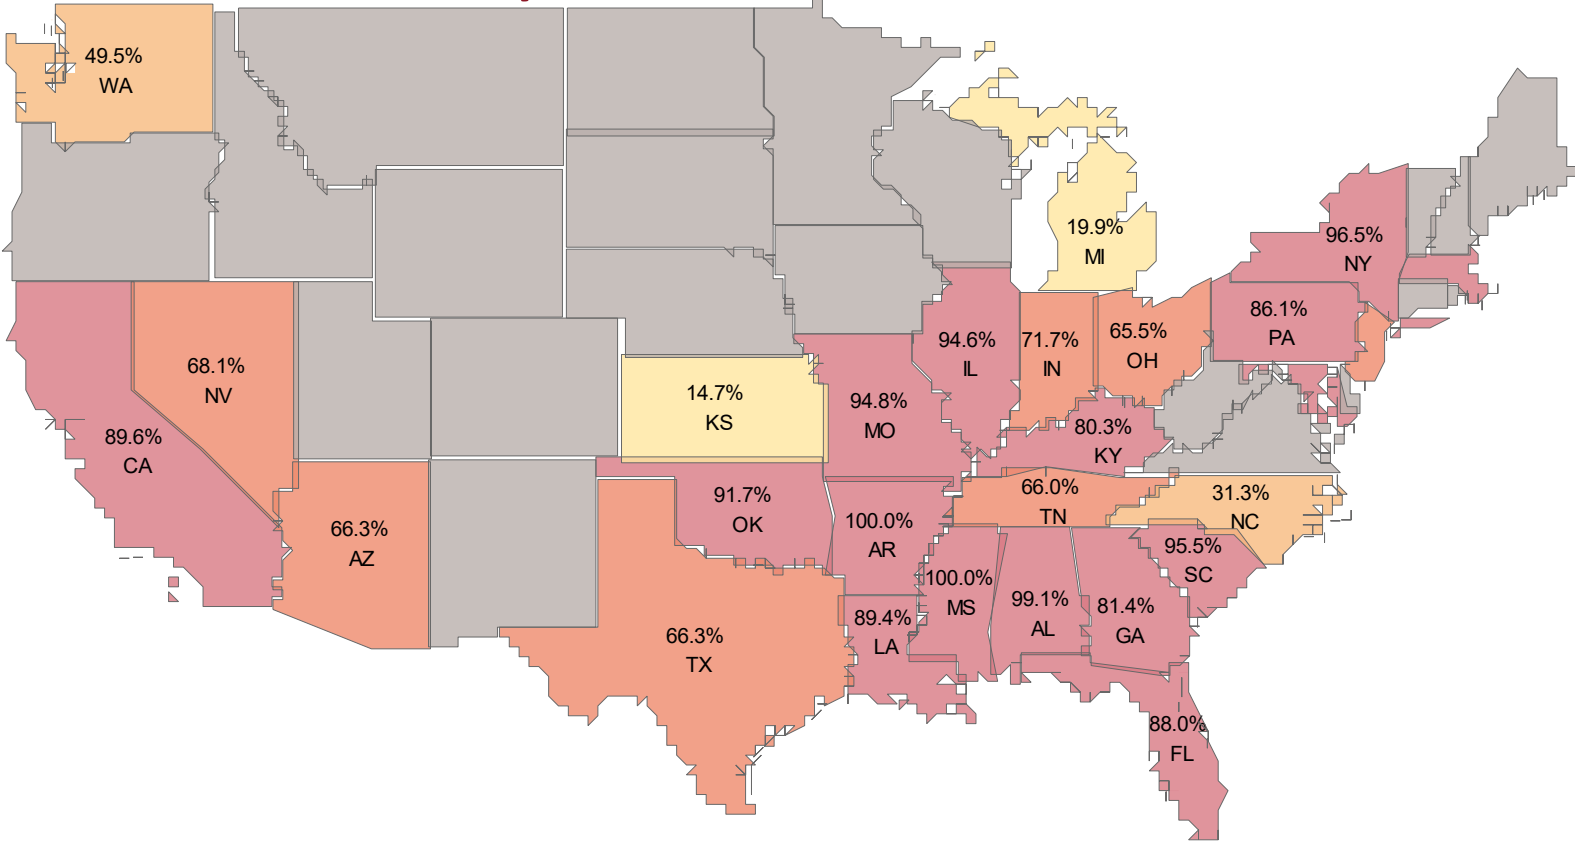 49.5%
WA
19.9%
MI
96.5%
NY
86.1%
PA
94.6%
IL
71.7%
IN
65.5%
OH
68.1%
NV
14.7%
KS
94.8%
MO
80.3%
KY
89.6%
CA
66.3%
AZ
91.7%
OK
100.0%
AR
66.0%
TN
31.3%
NC
95.5%
SC
100.0%
MS
99.1%
AL
81.4%
GA
89.4%
LA
66.3%
TX
88.0%
FL